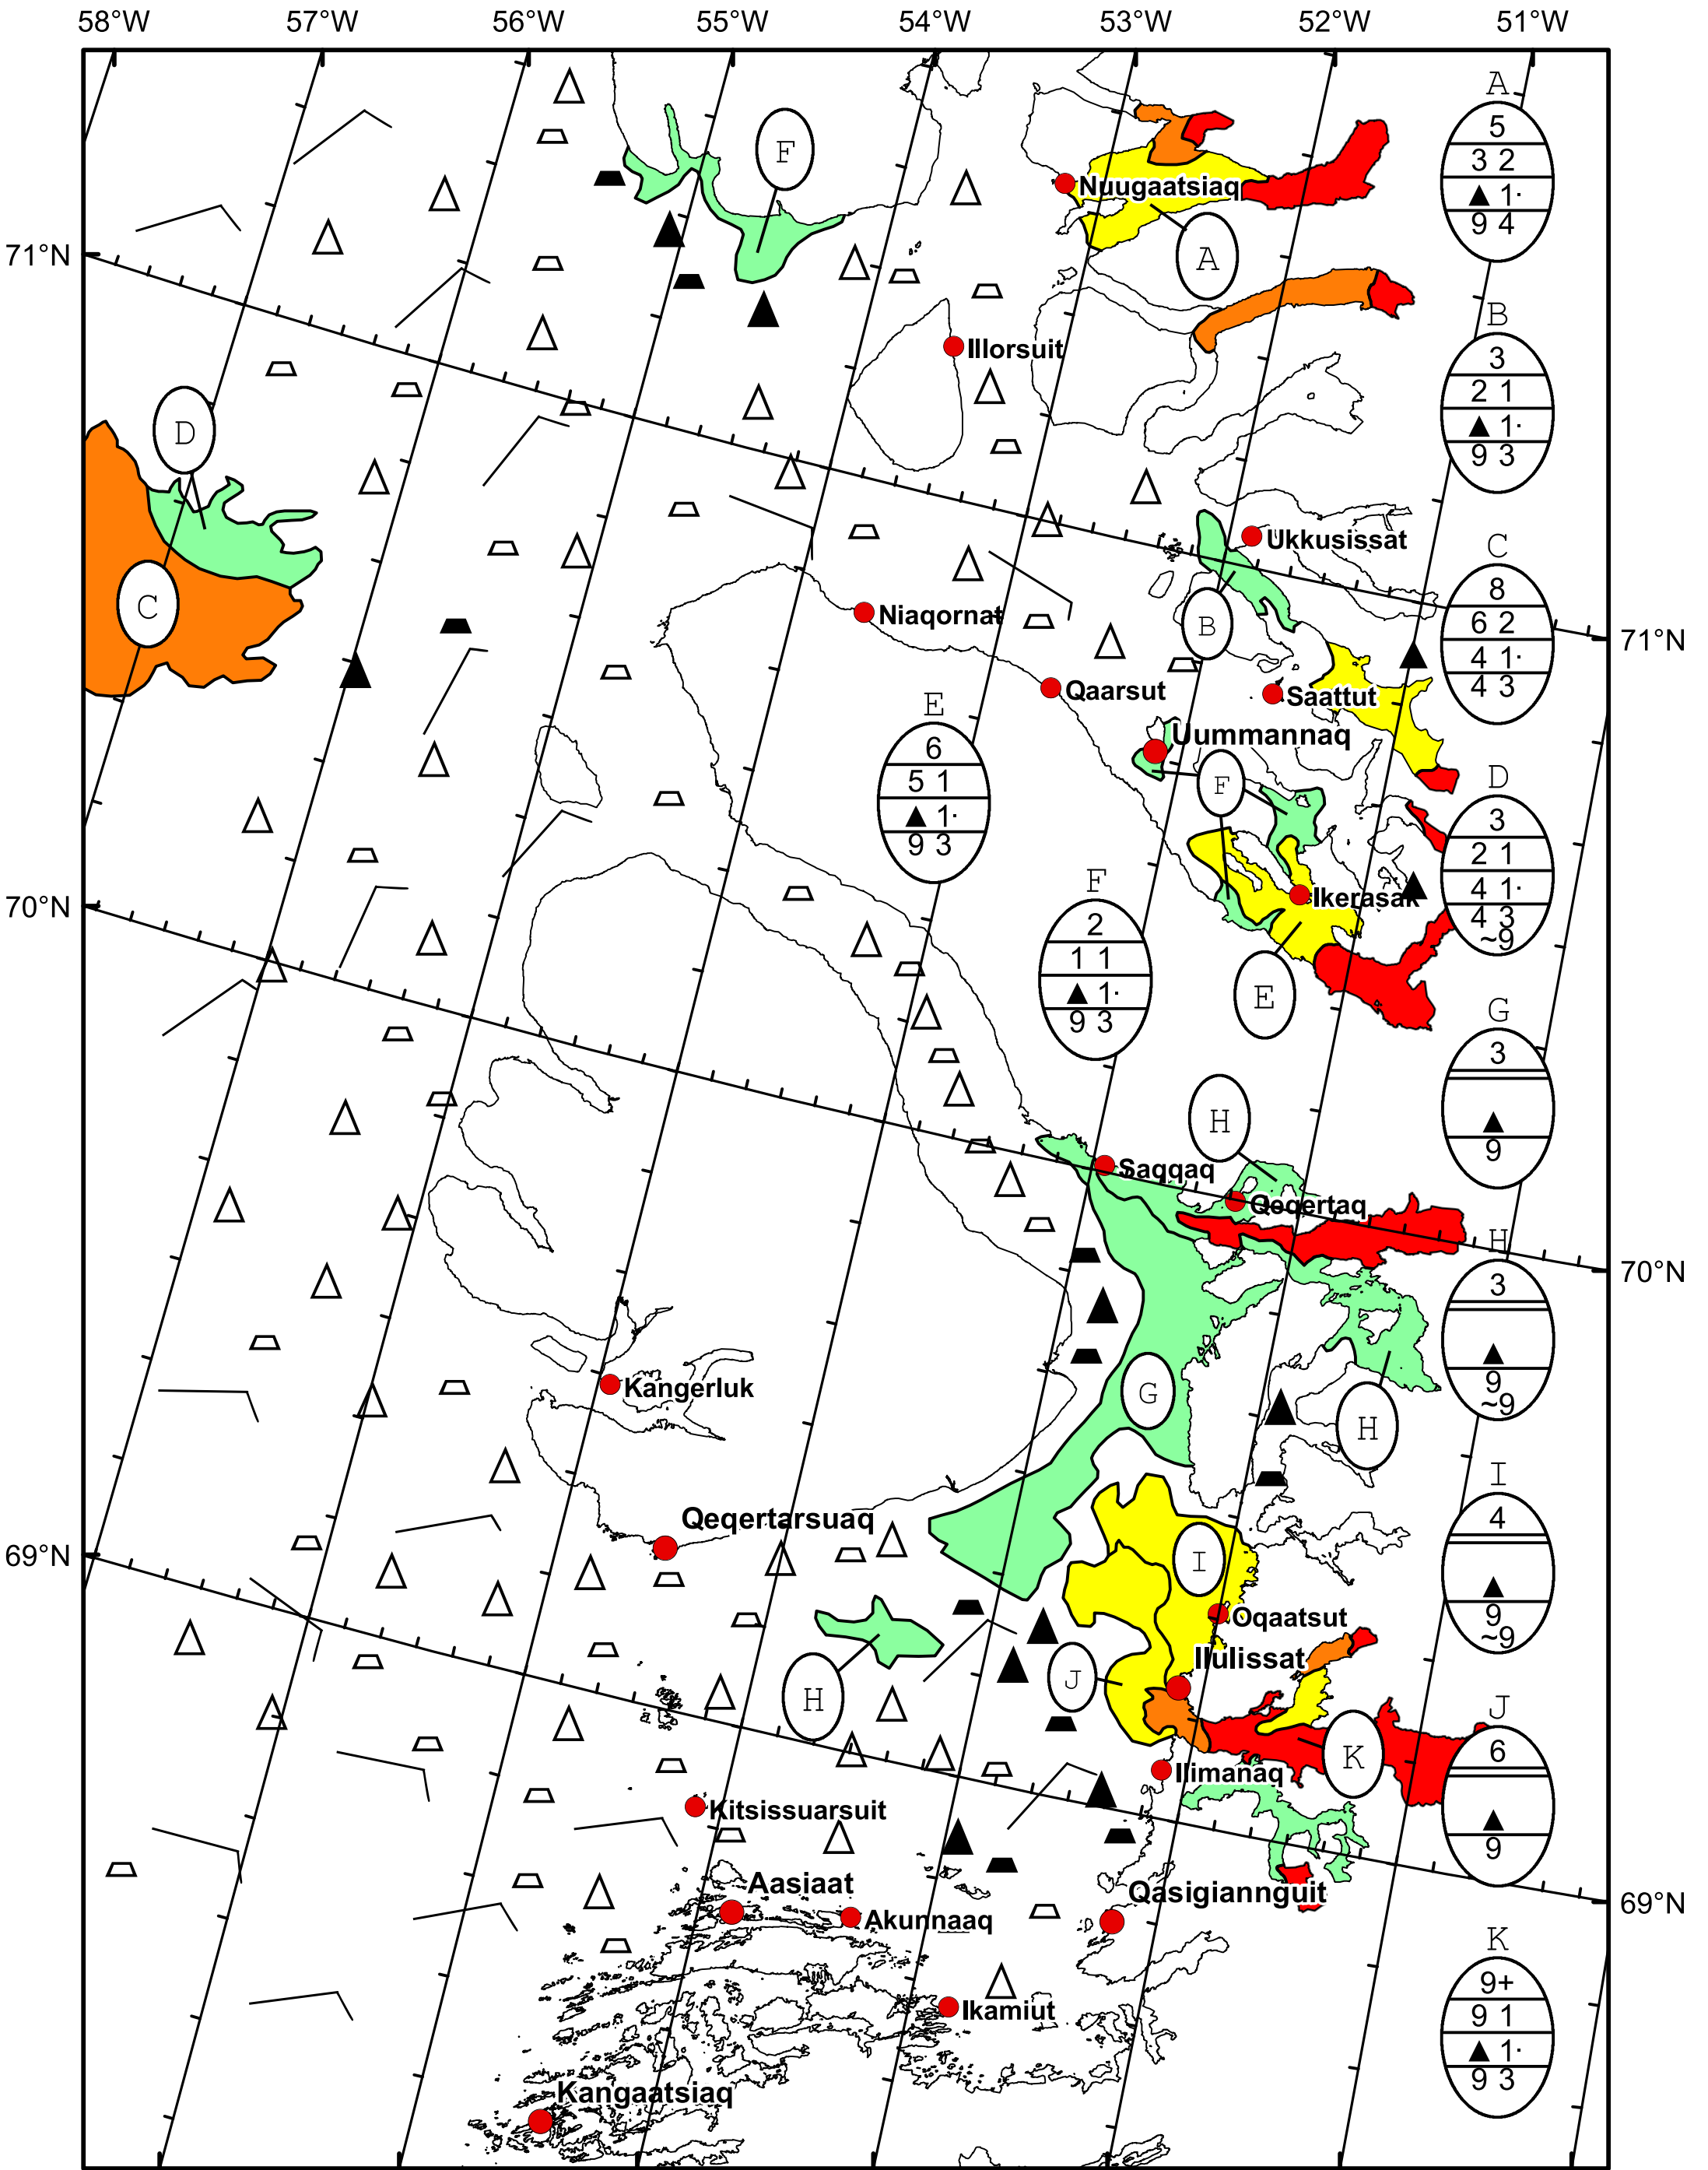 58°W 57°W 56°W 55°W 54°W 53°W 52°W 51°W
A
5
3 2
▲ 1·
9 4
F
Nuugaatsiaq
71°N
A
B
3
2 1
▲ 1·
9 3
Illorsuit
D
C
8
6 2
4 1·
4 3
Ukkusissat
C
Niaqornat
B
71°N
Qaarsut
Saattut
E
6
5 1
▲ 1·
9 3
Uummannaq
F
D
3
2 1
4 1·
4 3
~9
F
2
1 1
▲ 1·
9 3
Ikerasak
70°N
E
G
3
▲
9
H
Saqqaq
Qeqertaq
H
3
▲
9
~9
70°N
Kangerluk
G
H
I
4
▲
9
~9
Qeqertarsuaq
69°N
I
Oqaatsut
Ilulissat
H
J
J
6
▲
9
K
Ilimanaq
Kitsissuarsuit
Aasiaat
Akunnaaq
Qasigiannguit
69°N
K
9+
9 1
▲ 1·
9 3
Ikamiut
Kangaatsiaq